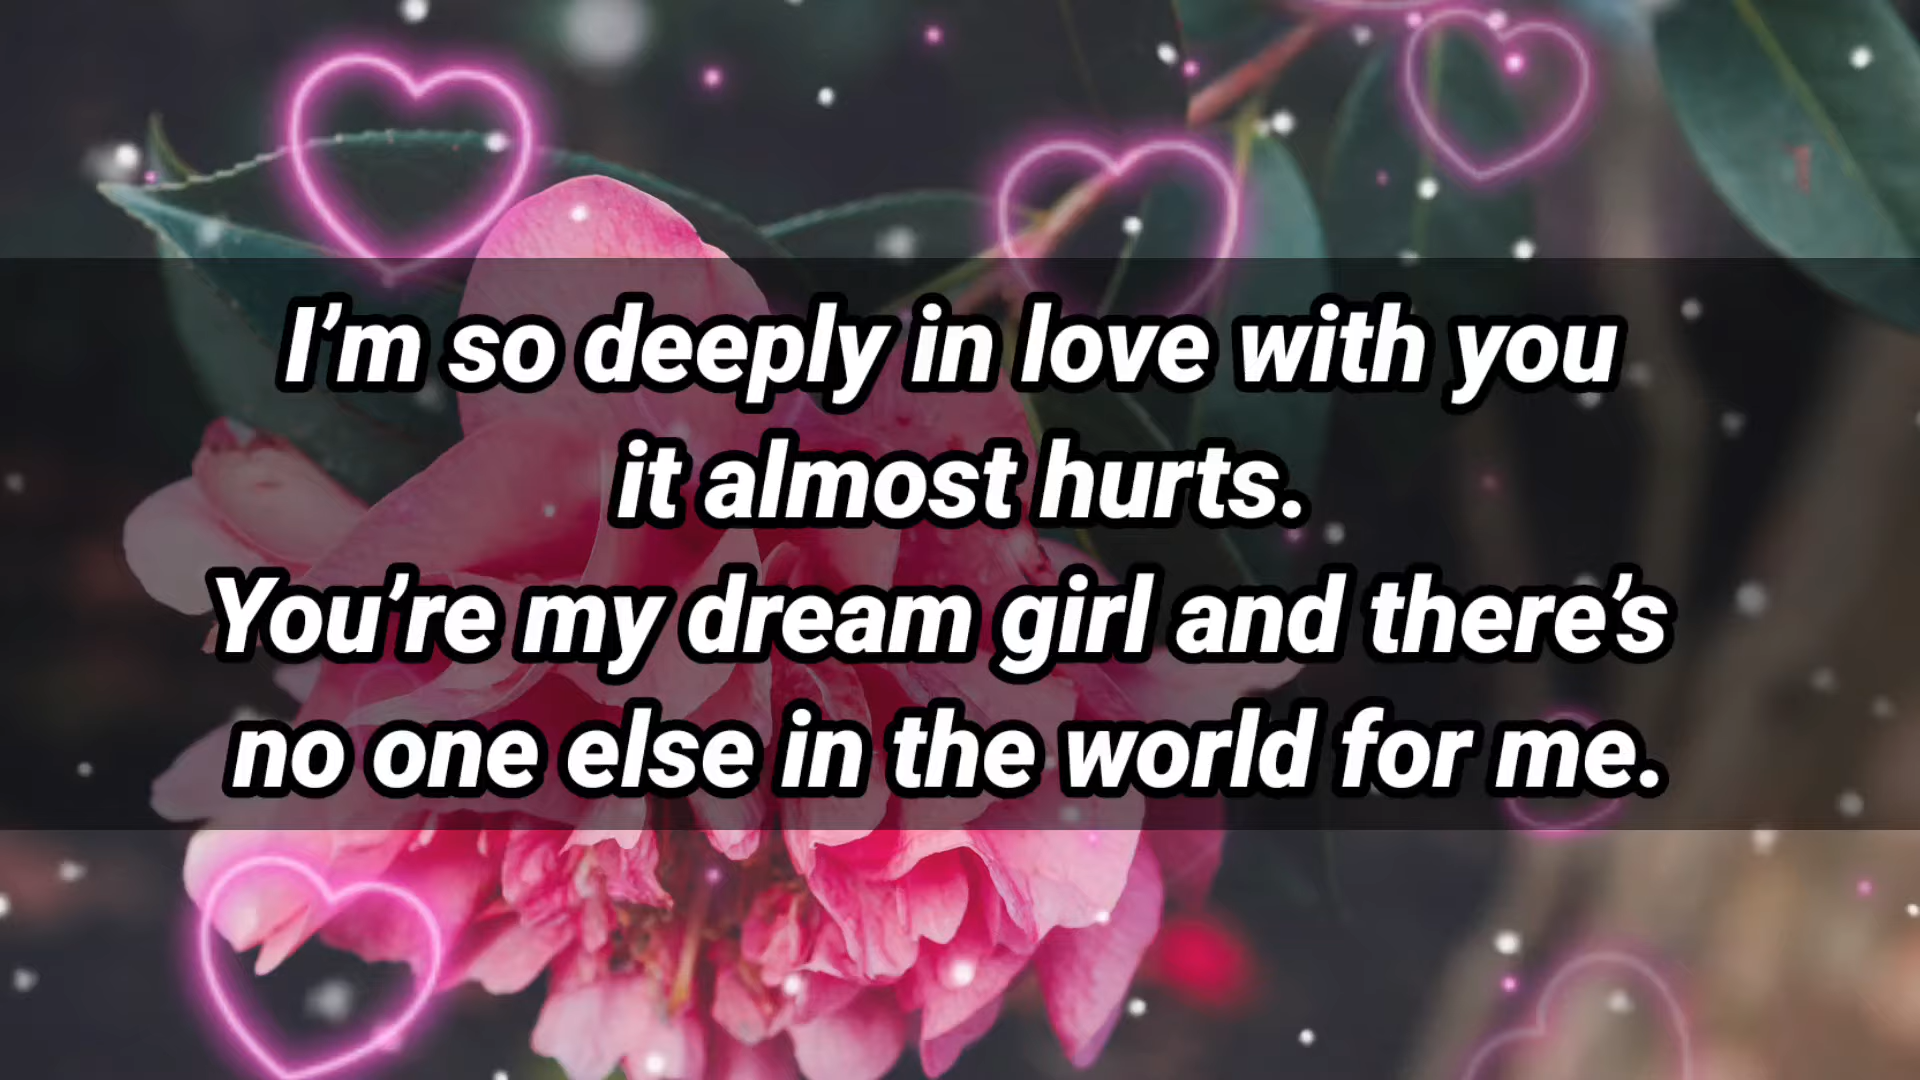 I’m so deeply in love with you
it almost hurts.
You’re my dream girl and there’s
no one else in the world for me.